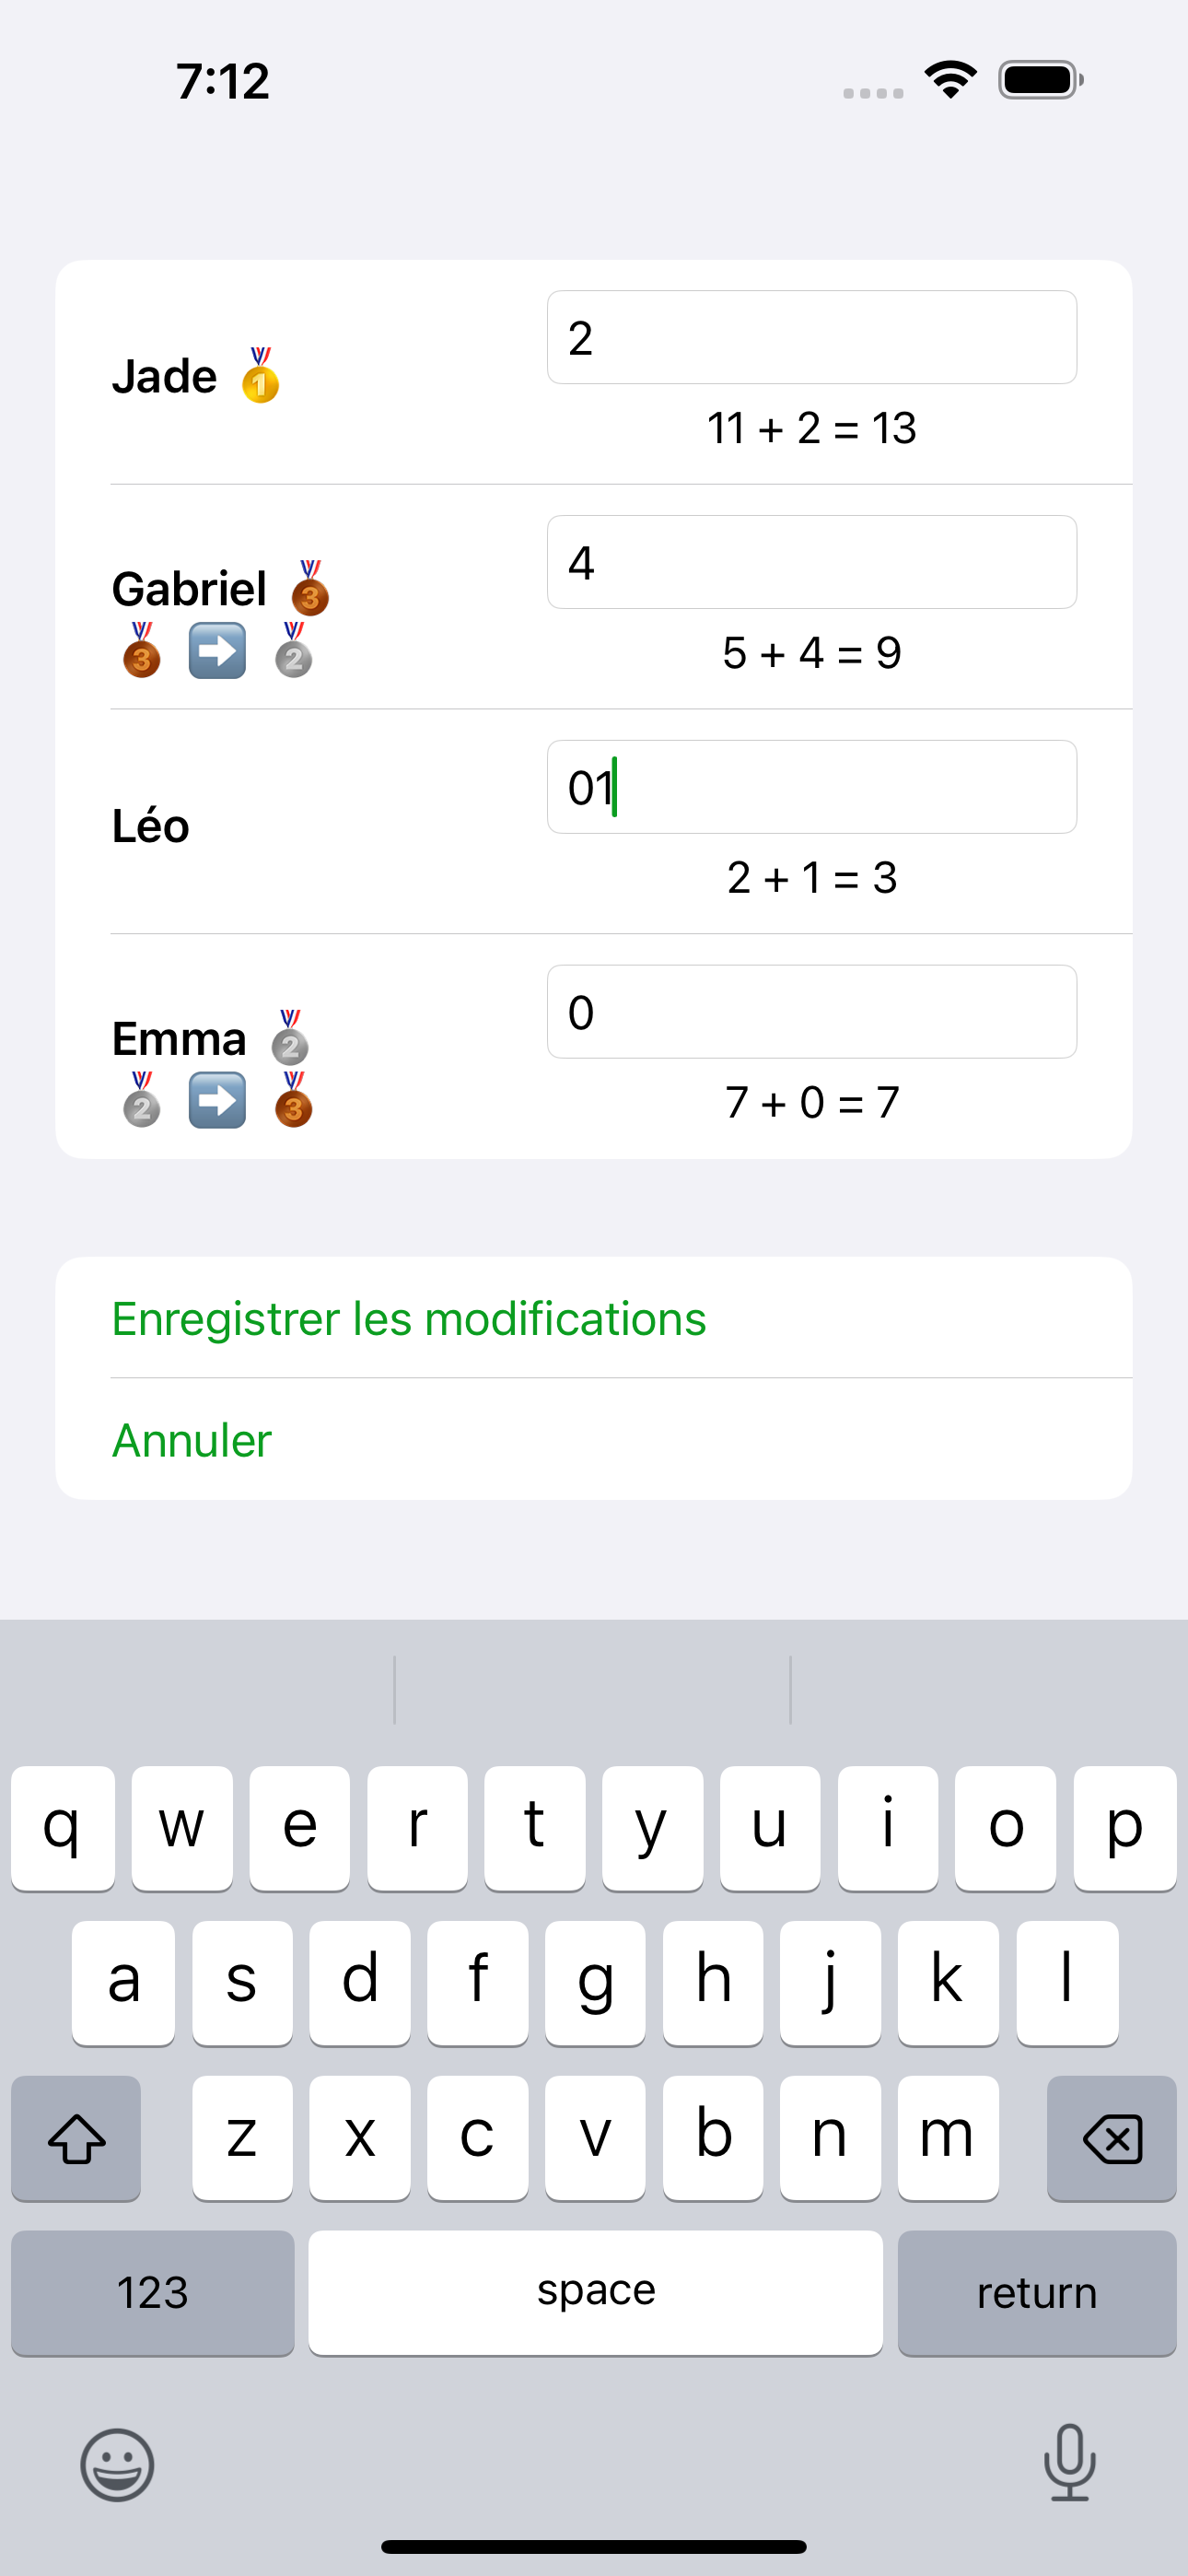 7:12
Jade 🥇
2
11 + 2 = 13
Gabriel 🥉
🥉 ➡️ 🥈
4
5 + 4 = 9
Léo
01
2 + 1 = 3
Emma 🥈
🥈 ➡️ 🥉
0
7 + 0 = 7
Enregistrer les modifications
Annuler
q w e r t y u i o p
a s d f g h j k l
z x c v b n m
123 space return